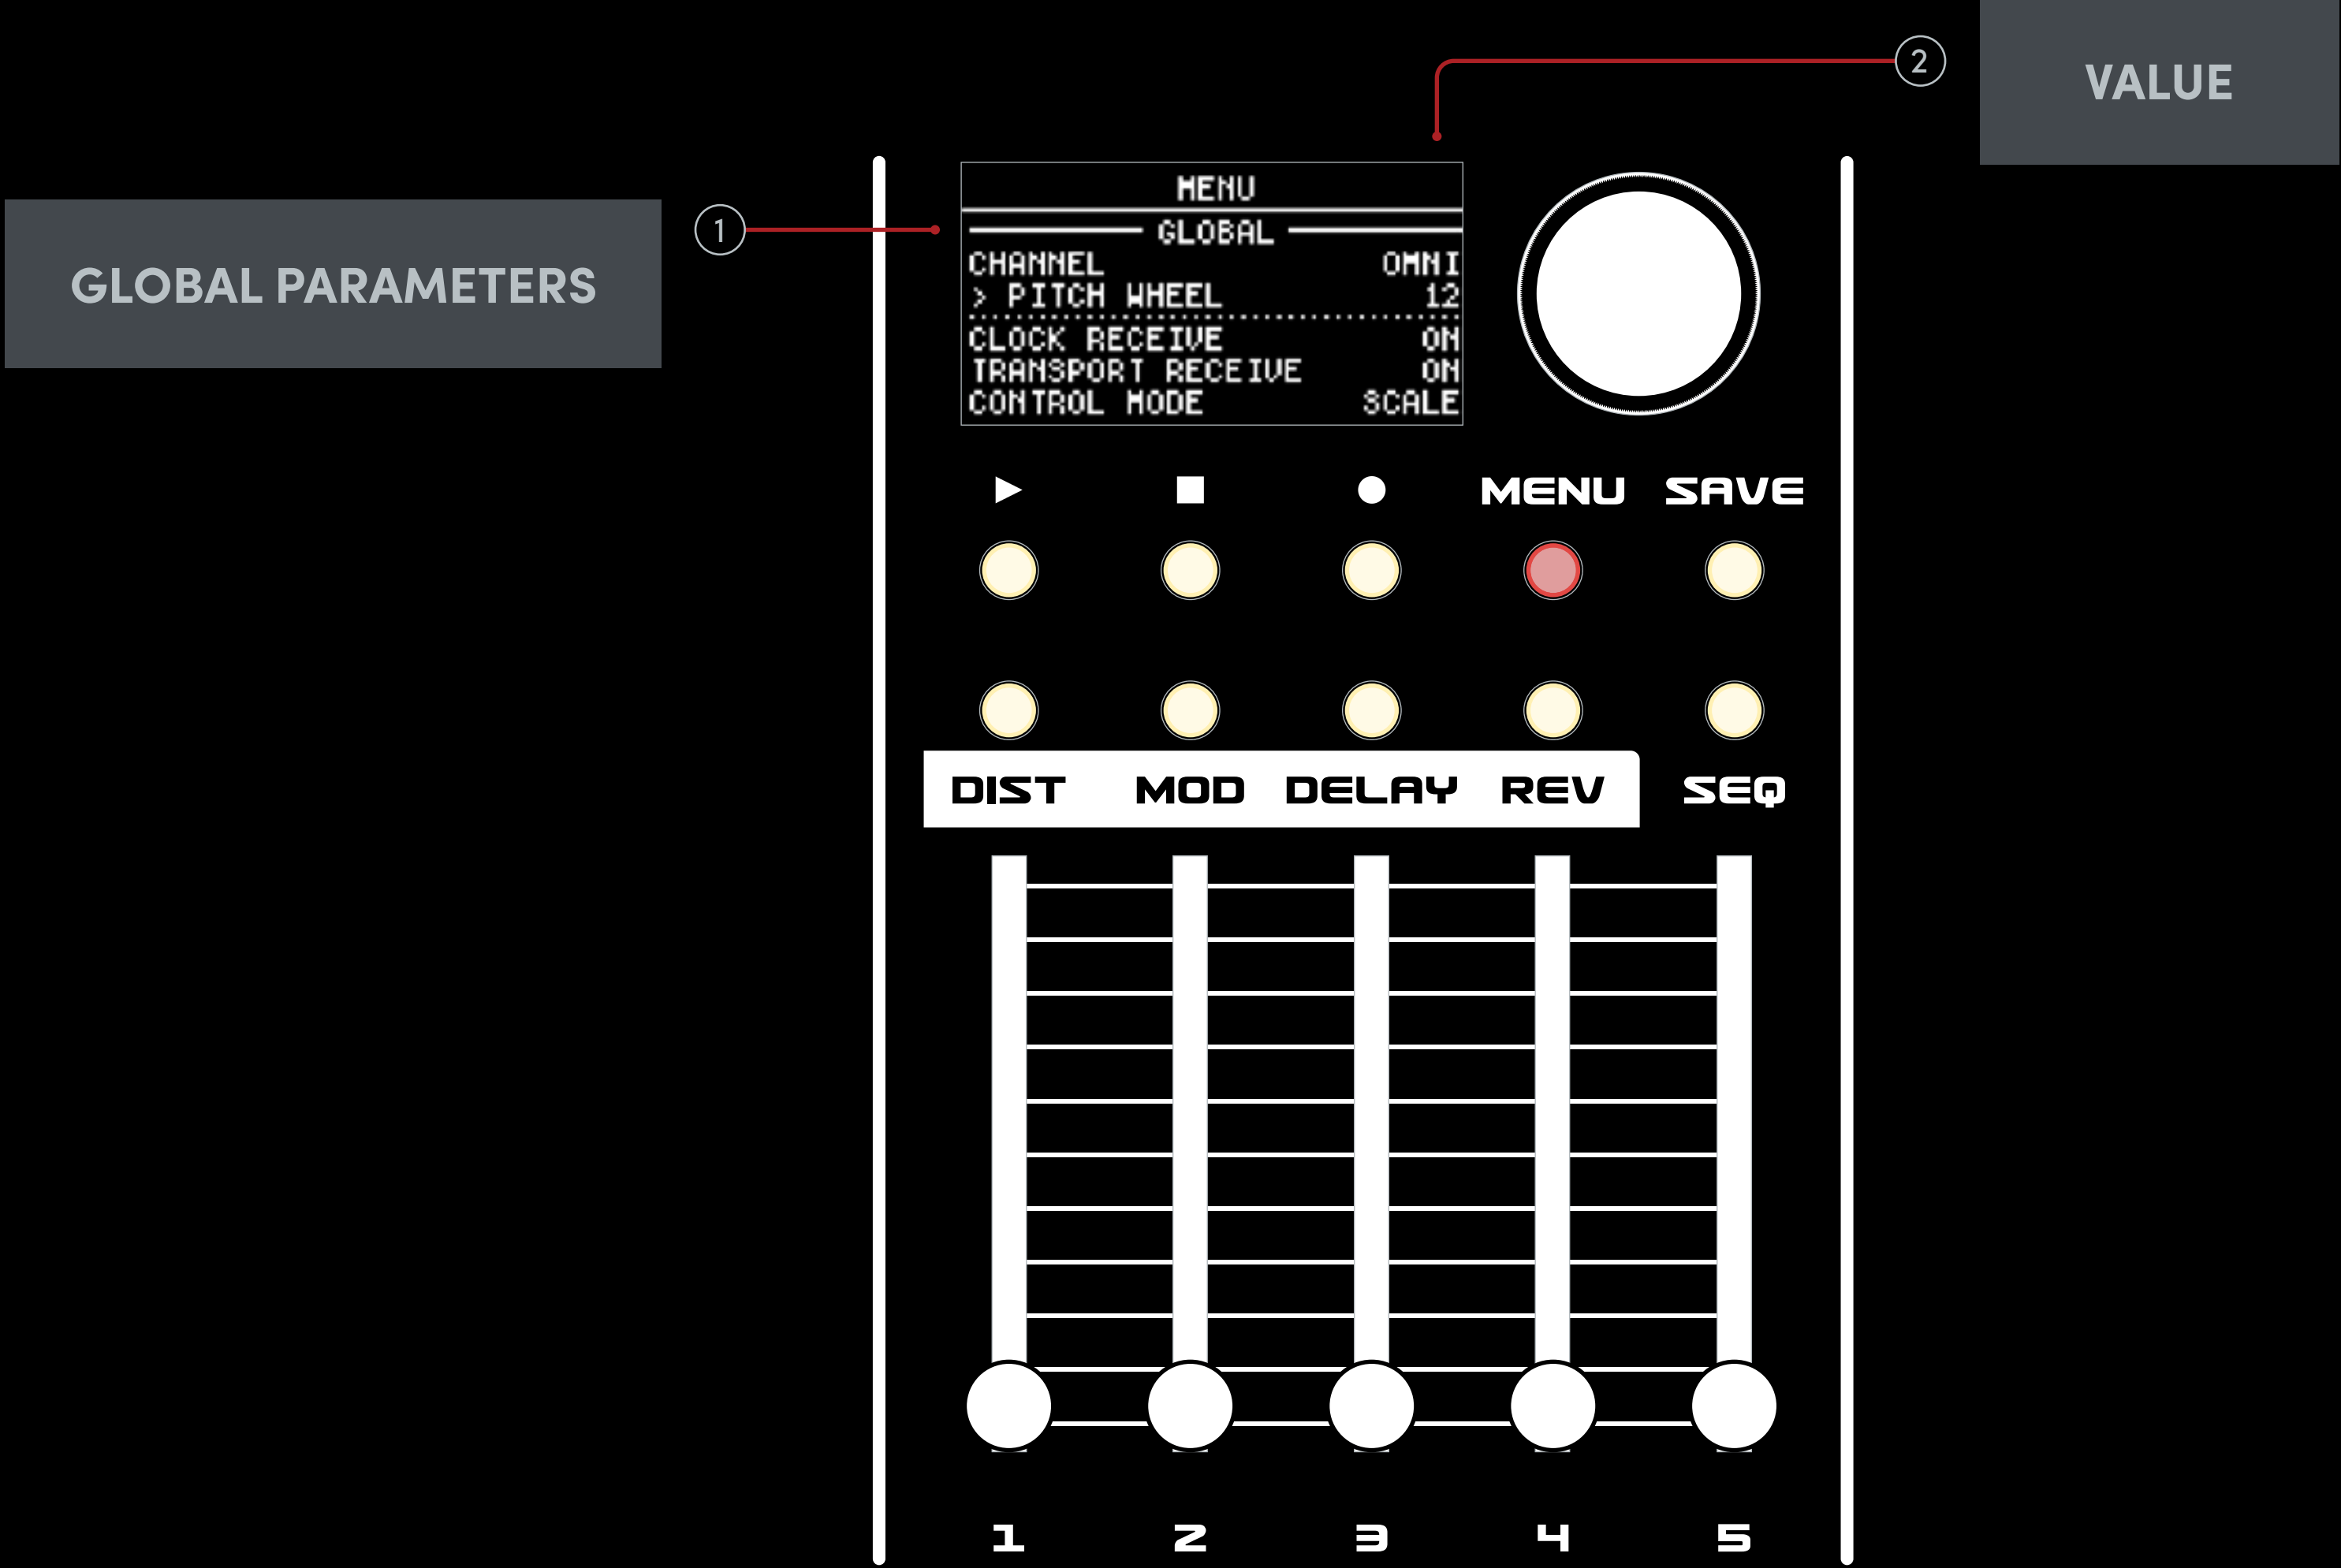 2
VALUE
1
GLOBAL PARAMETERS
MENU
GLOBAL
CHANNEL OMNI
> PITCH WHEEL 12
CLOCK RECEIVE ON
TRANSPORT RECEIVE ON
CONTROL MODE SCALE
MENU SAVE
DIST MOD DELAY REV SEQ
1 2 3 4 5